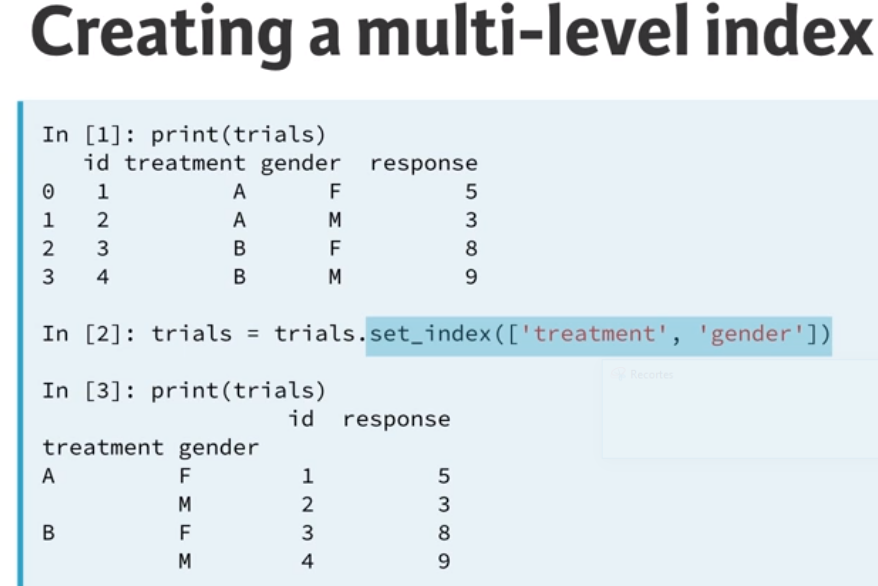 Creating a multi-level index
In [1]: print(trials)
   id treatment gender  response
0   1         A      F         5
1   2         A      M         3
2   3         B      F         8
3   4         B      M         9
In [2]: trials = trials.set_index(['treatment', 'gender'])
Recortes
In [3]: print(trials)
                  id  response
treatment gender
A         F        1         5
          M        2         3
B         F        3         8
          M        4         9